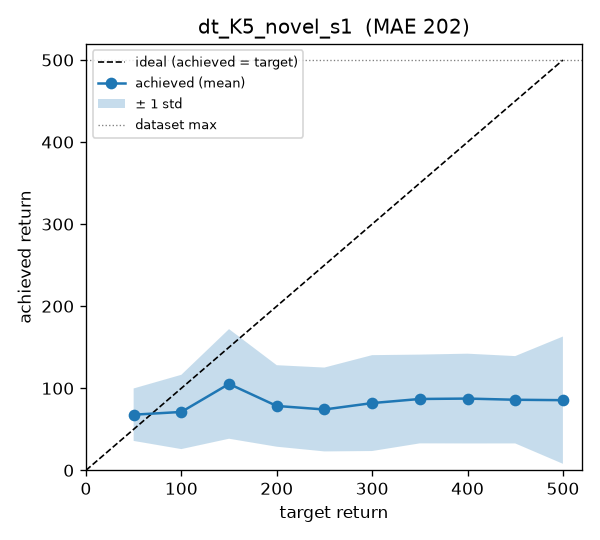 dt_K5_novel_s1 (MAE 202)
ideal (achieved = target)
achieved (mean)
± 1 std
dataset max
500
400
300
200
100
0
achieved return
0 100 200 300 400 500
target return